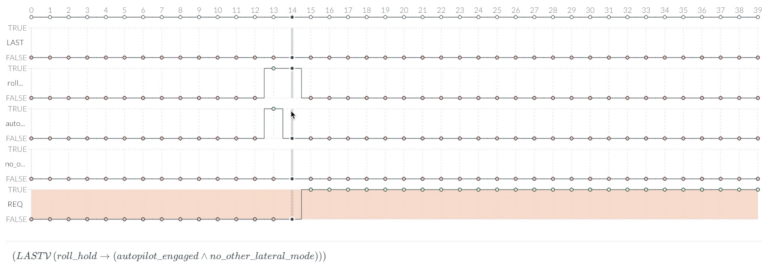 0 1 2 3 4 5 6 7 8 9 10 11 12 13 14 15 16 17 18 19 20 21 22 23 24 25 26 27 28 29 30 31 32 33 34 35 36 37 38 39
TRUE
LAST
FALSE
TRUE
roll...
FALSE
TRUE
auto...
FALSE
TRUE
no_o...
FALSE
TRUE
REQ
FALSE
(LASTV (roll_hold → (autopilot_engaged ∧ no_other_lateral_mode)))